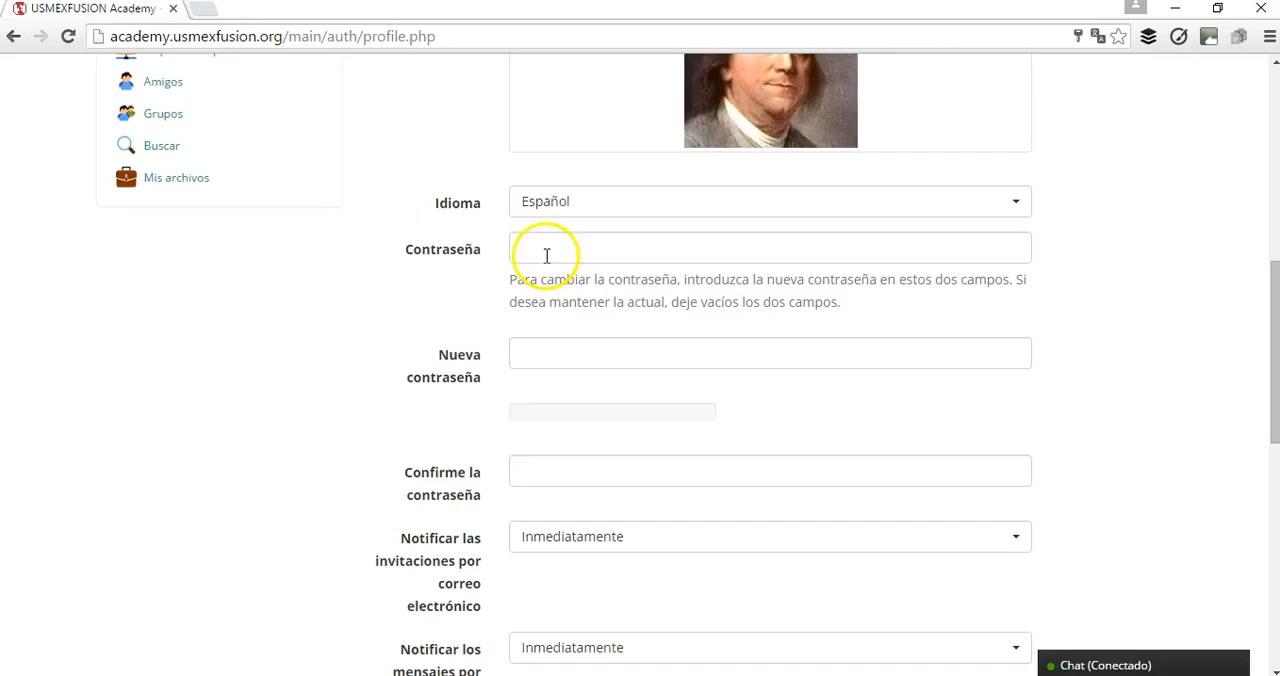 USMEXFUSION Academy
academy.usmexfusion.org/main/auth/profile.php
Amigos
Grupos
Buscar
Mis archivos
Idioma
Español
Contraseña
Para cambiar la contraseña, introduzca la nueva contraseña en estos dos campos. Si
desea mantener la actual, deje vacíos los dos campos.
Nueva
contraseña
Confirme la
contraseña
Notificar las
invitaciones por
correo
electrónico
Inmediatamente
Notificar los
mensajes por
Inmediatamente
Chat (Conectado)